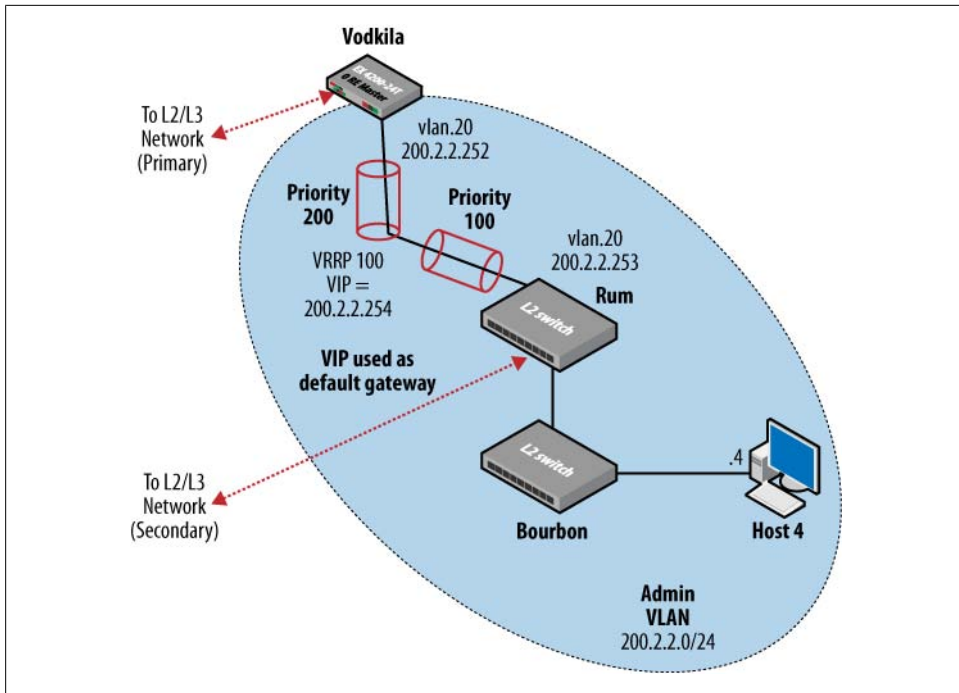 Vodkila
EX 4200-24T
0 RE Master
To L2/L3
Network
(Primary)
vlan.20
200.2.2.252
Priority
200
Priority
100
vlan.20
200.2.2.253
VRRP 100
VIP =
200.2.2.254
Rum
L2 switch
VIP used as
default gateway
L2 switch
.4
To L2/L3
Network
(Secondary)
Bourbon
Host 4
Admin
VLAN
200.2.2.0/24